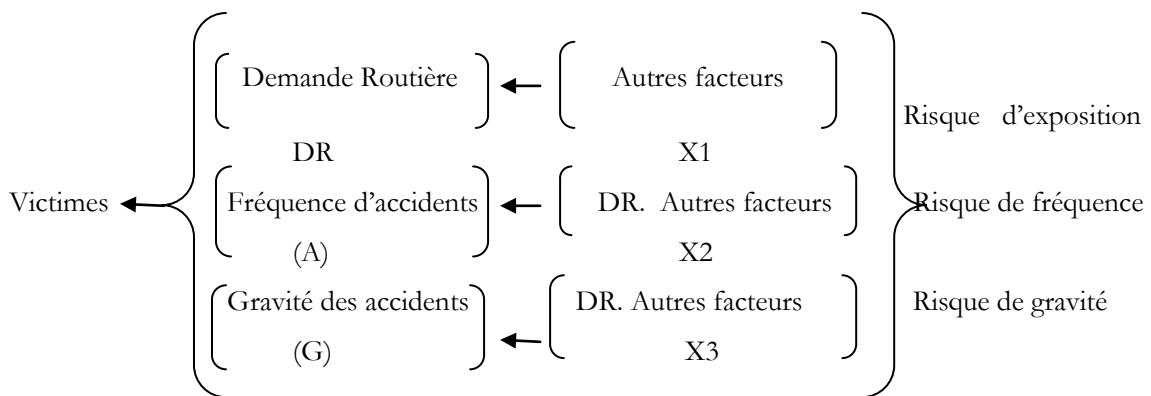 Demande Routière Autres facteurs
Risque d'exposition
DR X1
Victimes Fréquence d'accidents DR. Autres facteurs Risque de fréquence
(A) X2
Gravité des accidents DR. Autres facteurs Risque de gravité
(G) X3